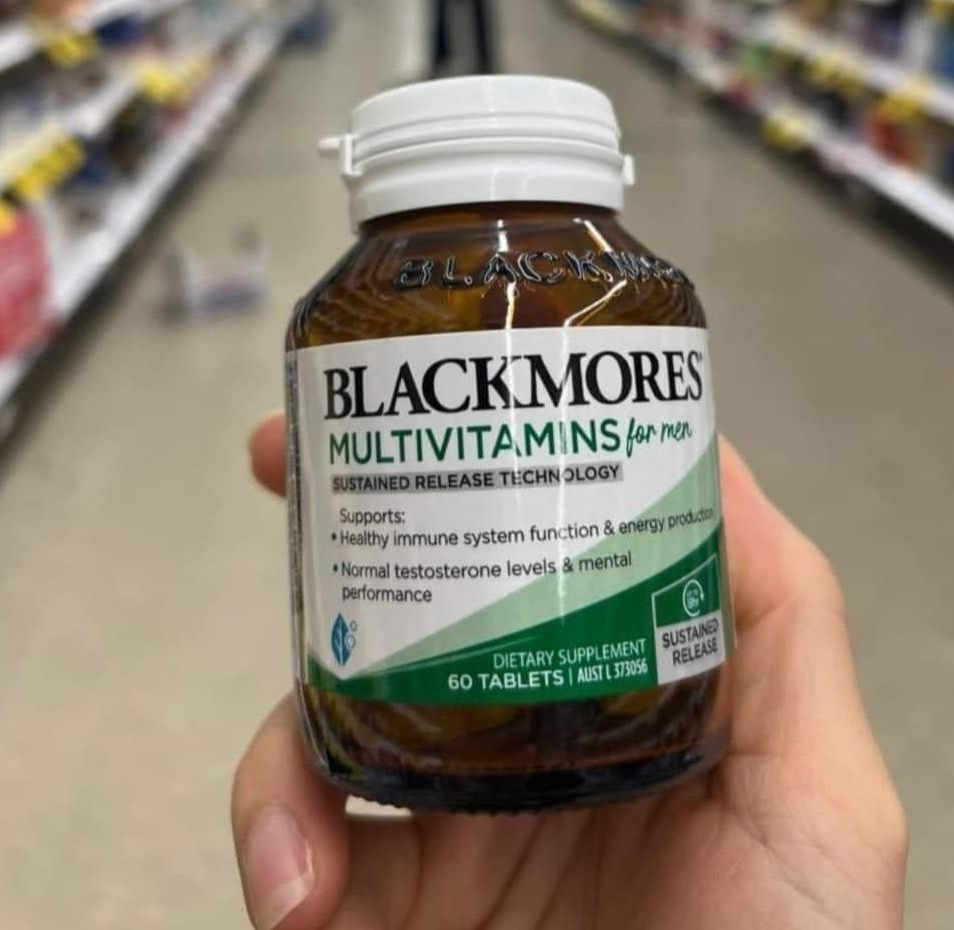 BLACKMORES
MULTIVITAMINS for men
SUSTAINED RELEASE TECHNOLOGY
Supports:
• Healthy immune system function & energy production
• Normal testosterone levels & mental
performance
SUSTAINED
RELEASE
DIETARY SUPPLEMENT
60 TABLETS | AUST L 373056